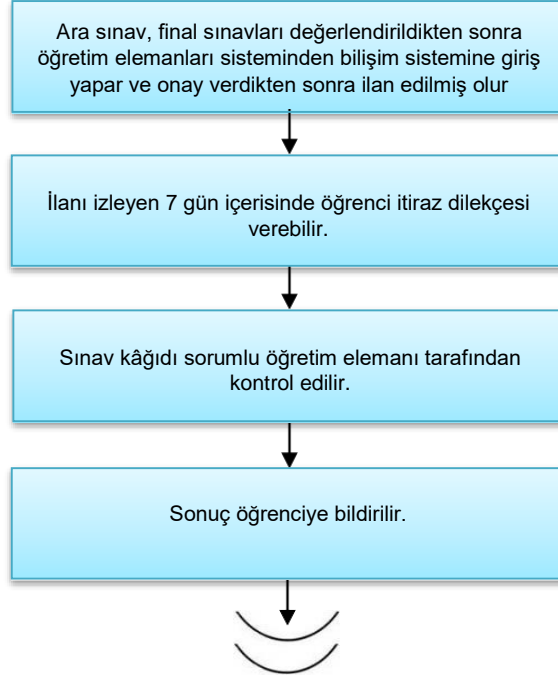 Ara sınav, final sınavları değerlendirildikten sonra
öğretim elemanları sisteminden bilişim sistemine giriş
yapar ve onay verdikten sonra ilan edilmiş olur
İlanı izleyen 7 gün içerisinde öğrenci itiraz dilekçesi
verebilir.
Sınav kâğıdı sorumlu öğretim elemanı tarafından
kontrol edilir.
Sonuç öğrenciye bildirilir.